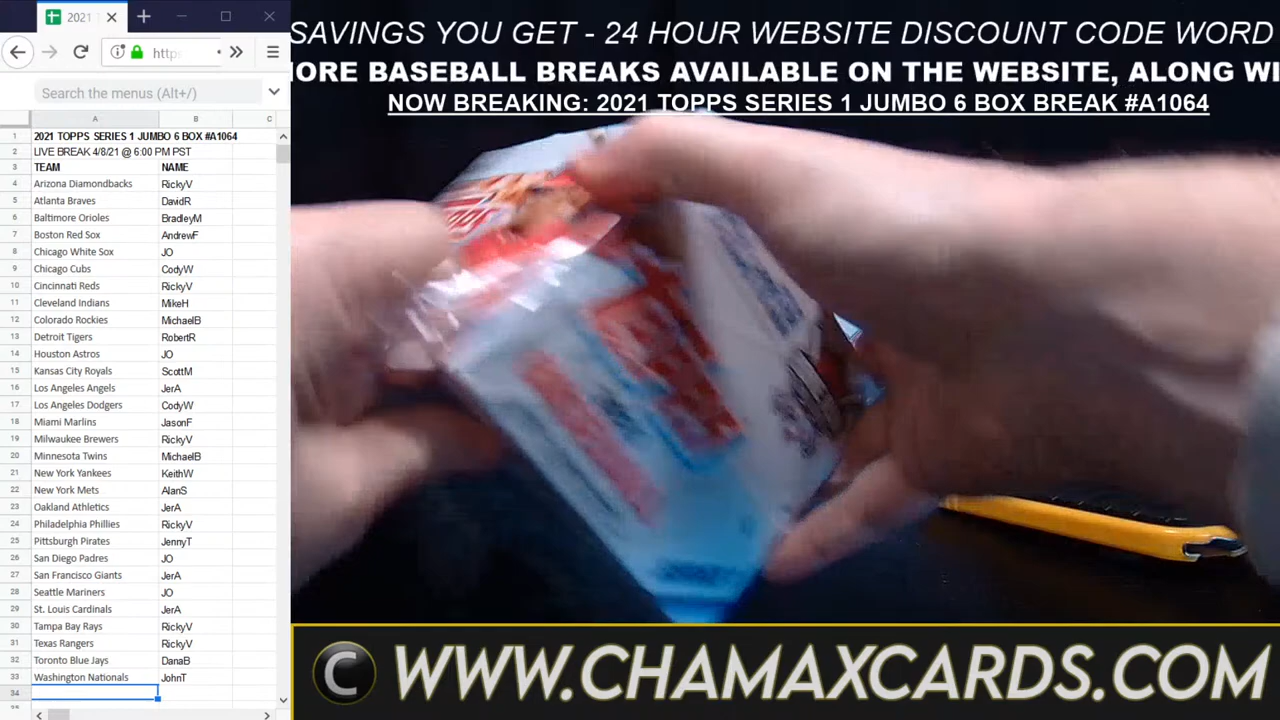 2021
https
Search the menus (Alt+/)
A B C
1 2021 TOPPS SERIES 1 JUMBO 6 BOX #A1064
2 LIVE BREAK 4/8/21 @ 6:00 PM PST
3 TEAM NAME
4 Arizona Diamondbacks RickyV
5 Atlanta Braves DavidR
6 Baltimore Orioles BradleyM
7 Boston Red Sox AndrewF
8 Chicago White Sox JO
9 Chicago Cubs CodyW
10 Cincinnati Reds RickyV
11 Cleveland Indians MikeH
12 Colorado Rockies MichaelB
13 Detroit Tigers RobertR
14 Houston Astros JO
15 Kansas City Royals ScottM
16 Los Angeles Angels JerA
17 Los Angeles Dodgers CodyW
18 Miami Marlins JasonF
19 Milwaukee Brewers RickyV
20 Minnesota Twins MichaelB
21 New York Yankees KeithW
22 New York Mets AlanS
23 Oakland Athletics JerA
24 Philadelphia Phillies RickyV
25 Pittsburgh Pirates JennyT
26 San Diego Padres JO
27 San Francisco Giants JerA
28 Seattle Mariners JO
29 St. Louis Cardinals JerA
30 Tampa Bay Rays RickyV
31 Texas Rangers RickyV
32 Toronto Blue Jays DanaB
33 Washington Nationals JohnT
34
SAVINGS YOU GET - 24 HOUR WEBSITE DISCOUNT CODE WORD
MORE BASEBALL BREAKS AVAILABLE ON THE WEBSITE, ALONG WI
NOW BREAKING: 2021 TOPPS SERIES 1 JUMBO 6 BOX BREAK #A1064
C WWW.CHAMAXCARDS.COM